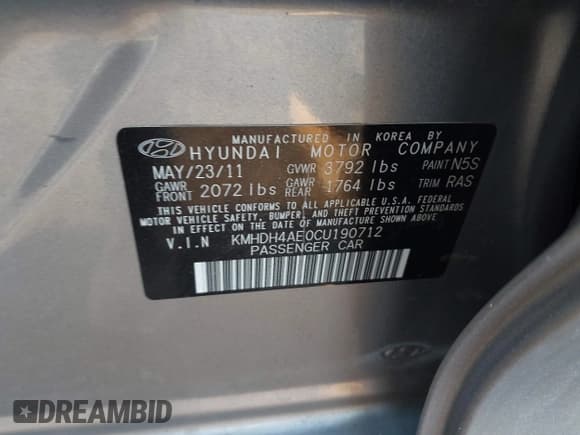 MANUFACTURED IN KOREA BY
HYUNDAI MOTOR COMPANY
MAY/23/11 GVWR 3792 lbs PAINT N5S
GAWR FRONT 2072 lbs GAWR REAR 1764 lbs TRIM RAS
THIS VEHICLE CONFORMS TO ALL APPLICABLE U.S.A. FEDERAL
MOTOR VEHICLE SAFETY, BUMPER, AND THEFT PREVENTION STANDARDS
IN EFFECT ON THE DATE OF MANUFACTURE SHOWN ABOVE.
V.I.N KMHDH4AE0CU190712
PASSENGER CAR
DREAMBID